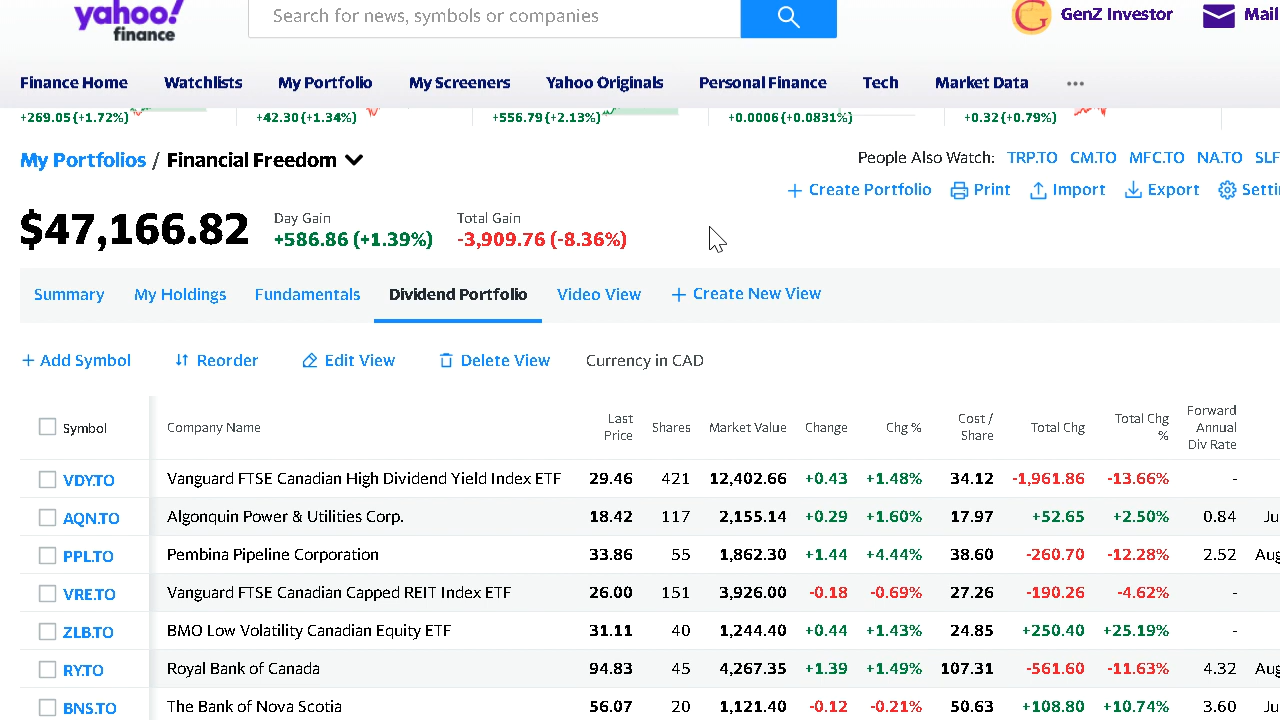 yahoo!
finance
Search for news, symbols or companies
GenZ Investor
Mail
Finance Home Watchlists My Portfolio My Screeners Yahoo Originals Personal Finance Tech Market Data ...
+269.05 (+1.72%) +42.30 (+1.34%) +556.79 (+2.13%) +0.0006 (+0.0831%) +0.32 (+0.79%)
My Portfolios / Financial Freedom
People Also Watch: TRP.TO CM.TO MFC.TO NA.TO SLF
+ Create Portfolio Print Import Export Setti
$47,166.82
Day Gain
+586.86 (+1.39%)
Total Gain
-3,909.76 (-8.36%)
Summary My Holdings Fundamentals Dividend Portfolio Video View + Create New View
+ Add Symbol Reorder Edit View Delete View Currency in CAD
Symbol Company Name Last Price Shares Market Value Change Chg % Cost / Share Total Chg Total Chg % Forward Annual Div Rate
VDY.TO Vanguard FTSE Canadian High Dividend Yield Index ETF 29.46 421 12,402.66 +0.43 +1.48% 34.12 -1,961.86 -13.66% -
AQN.TO Algonquin Power & Utilities Corp. 18.42 117 2,155.14 +0.29 +1.60% 17.97 +52.65 +2.50% 0.84 Ju
PPL.TO Pembina Pipeline Corporation 33.86 55 1,862.30 +1.44 +4.44% 38.60 -260.70 -12.28% 2.52 Aug
VRE.TO Vanguard FTSE Canadian Capped REIT Index ETF 26.00 151 3,926.00 -0.18 -0.69% 27.26 -190.26 -4.62% -
ZLB.TO BMO Low Volatility Canadian Equity ETF 31.11 40 1,244.40 +0.44 +1.43% 24.85 +250.40 +25.19% -
RY.TO Royal Bank of Canada 94.83 45 4,267.35 +1.39 +1.49% 107.31 -561.60 -11.63% 4.32 Aug
BNS.TO The Bank of Nova Scotia 56.07 20 1,121.40 -0.12 -0.21% 50.63 +108.80 +10.74% 3.60 Ju